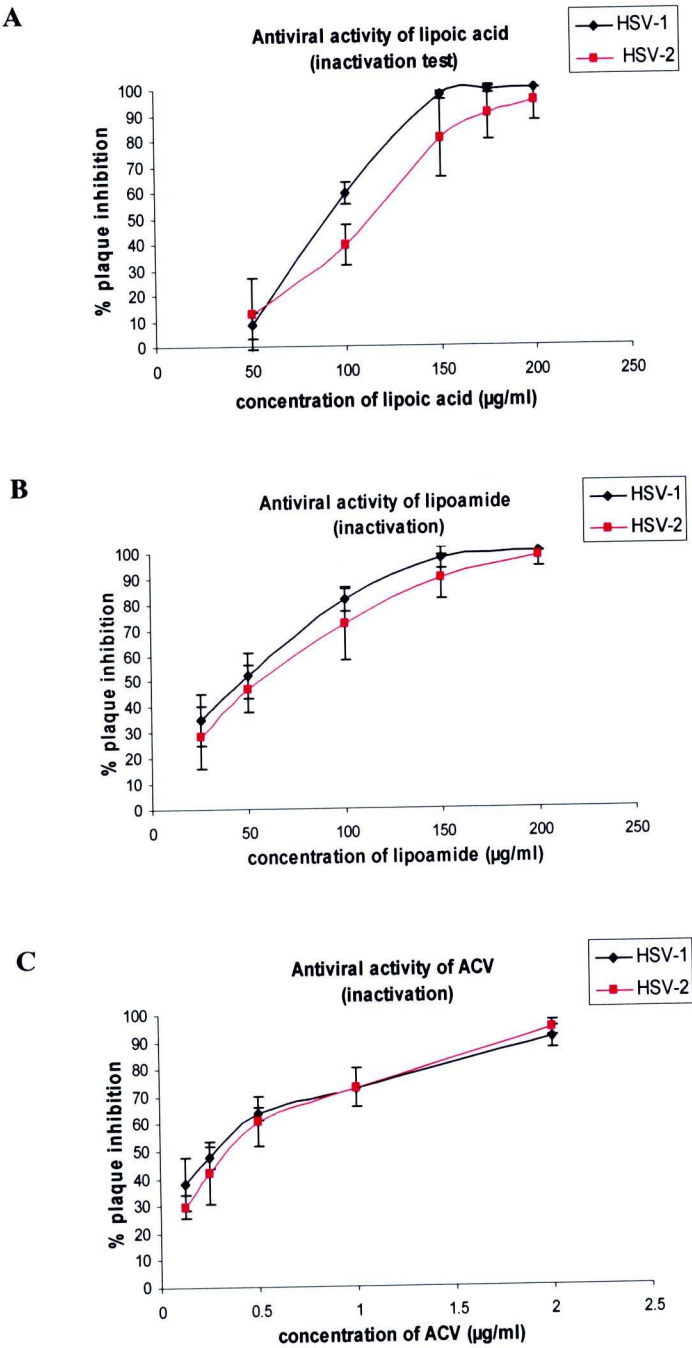 A
Antiviral activity of lipoic acid
(inactivation test)
HSV-1
HSV-2
% plaque inhibition
100
90
80
70
60
50
40
30
20
10
0
0 50 100 150 200 250
concentration of lipoic acid (µg/ml)
B
Antiviral activity of lipoamide
(inactivation)
HSV-1
HSV-2
% plaque inhibition
100
90
80
70
60
50
40
30
20
10
0
0 50 100 150 200 250
concentration of lipoamide (µg/ml)
C
Antiviral activity of ACV
(inactivation)
HSV-1
HSV-2
% plaque inhibition
100
90
80
70
60
50
40
30
20
10
0
0 0.5 1 1.5 2 2.5
concentration of ACV (µg/ml)